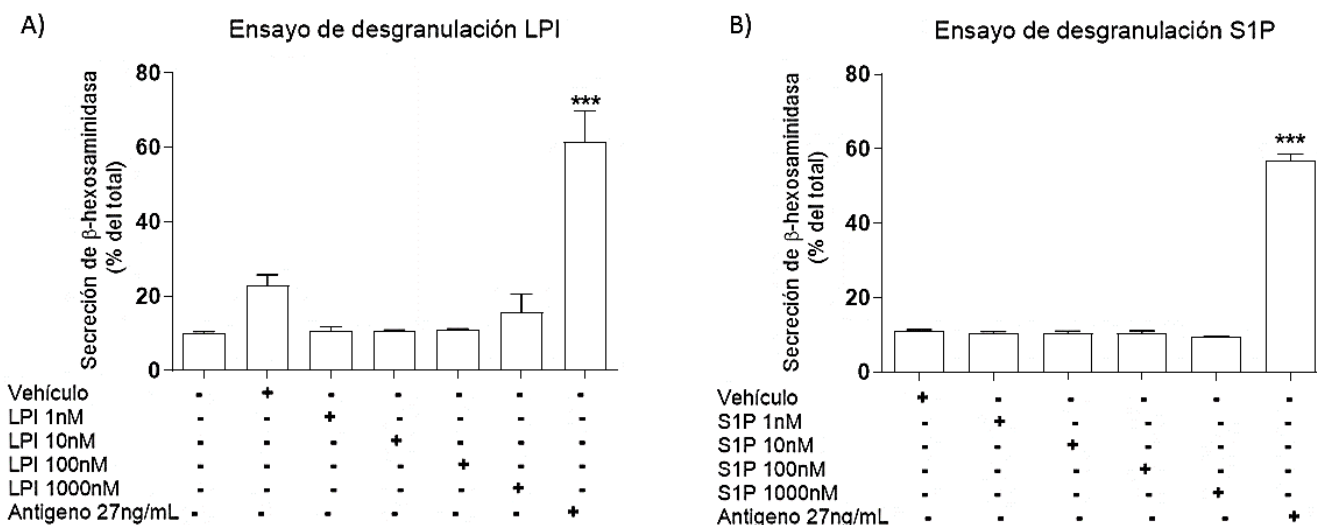 A)
Ensayo de desgranulación LPI
Secreción de β-hexosaminidasa
(% del total)
80
60
40
20
0
***
Vehículo - + - - - - -
LPI 1nM - - + - - - -
LPI 10nM - - - + - - -
LPI 100nM - - - - + - -
LPI 1000nM - - - - - + -
Antigeno 27ng/mL - - - - - - +
B)
Ensayo de desgranulación S1P
Secreción de β-hexosaminidasa
(% del total)
80
60
40
20
0
***
Vehículo + - - - - -
S1P 1nM - + - - - -
S1P 10nM - - + - - -
S1P 100nM - - - + - -
S1P 1000nM - - - - + -
Antigeno 27ng/mL - - - - - +